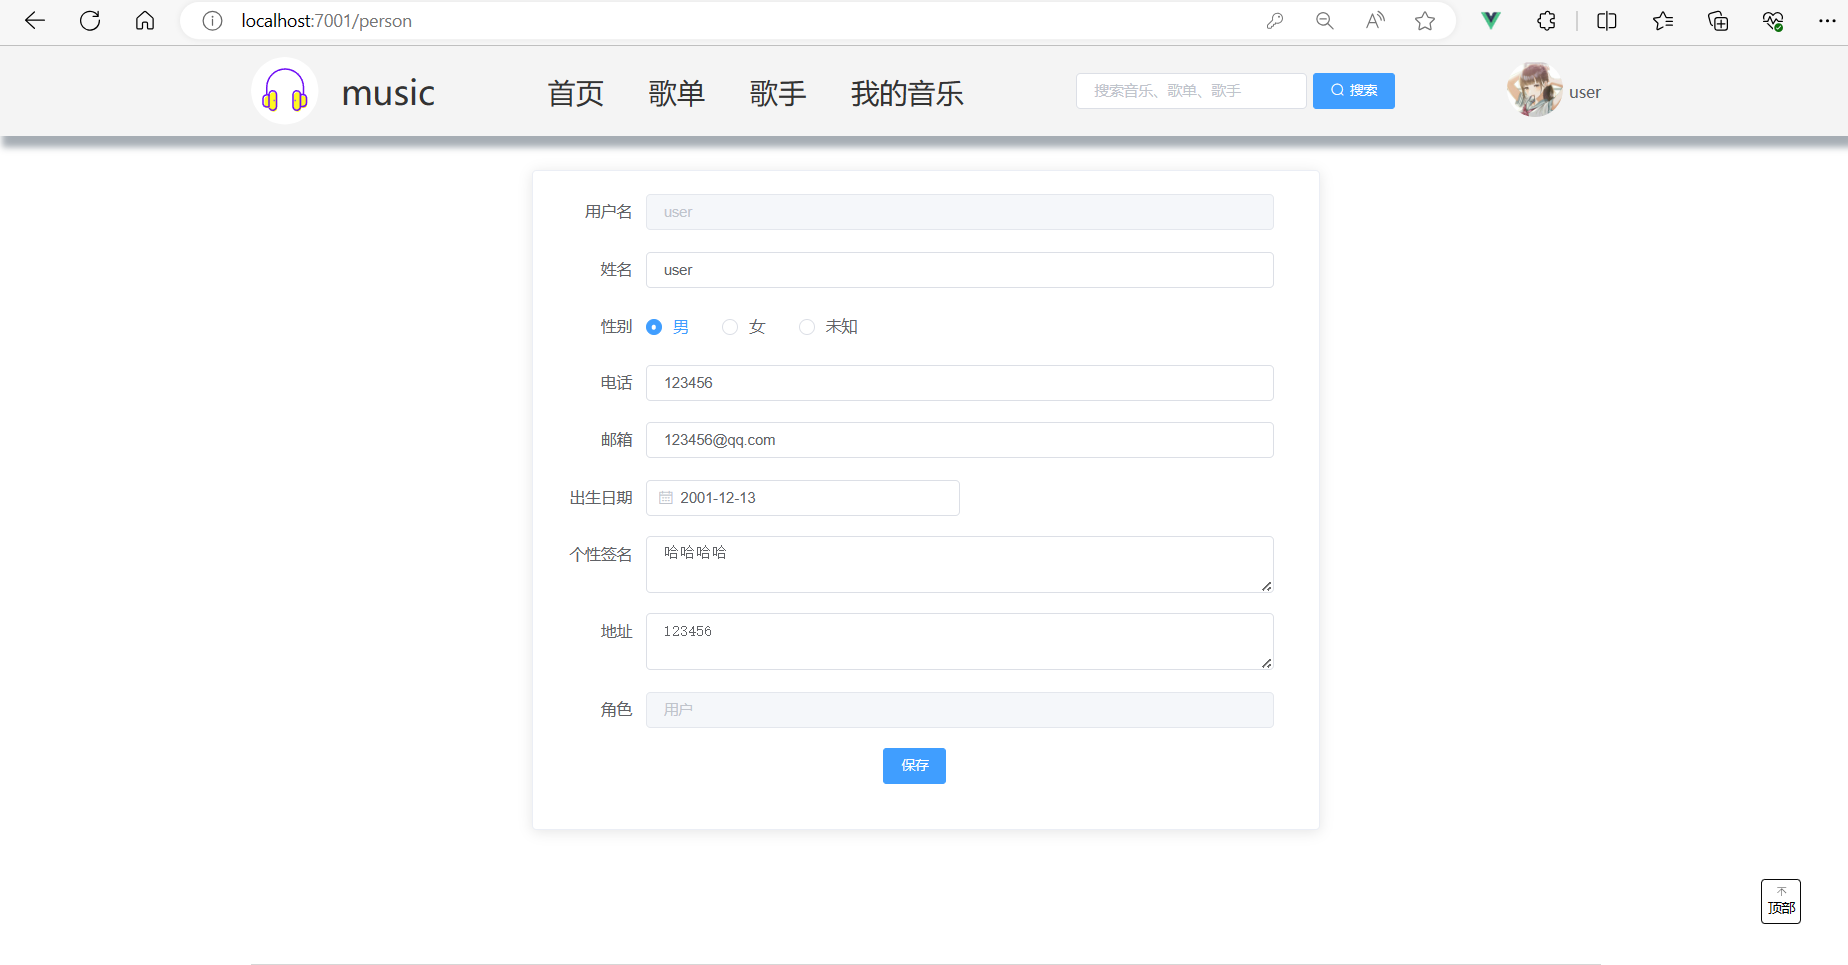 localhost:7001/person
music 首页 歌单 歌手 我的音乐 搜索音乐、歌单、歌手 搜索 user
用户名 user
姓名 user
性别 男 女 未知
电话 123456
邮箱 123456@qq.com
出生日期 2001-12-13
个性签名 哈哈哈哈
地址 123456
角色 用户
保存
顶部